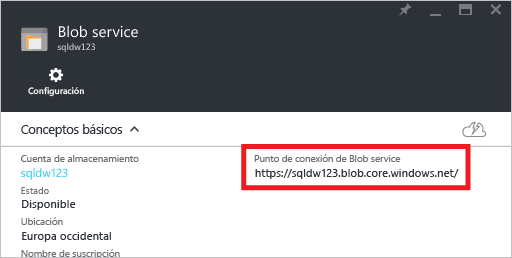 Blob service
sqldw123
Configuración
Conceptos básicos
Cuenta de almacenamiento
sqldw123
Estado
Disponible
Ubicación
Europa occidental
Nombre de suscripción
Punto de conexión de Blob service
https://sqldw123.blob.core.windows.net/